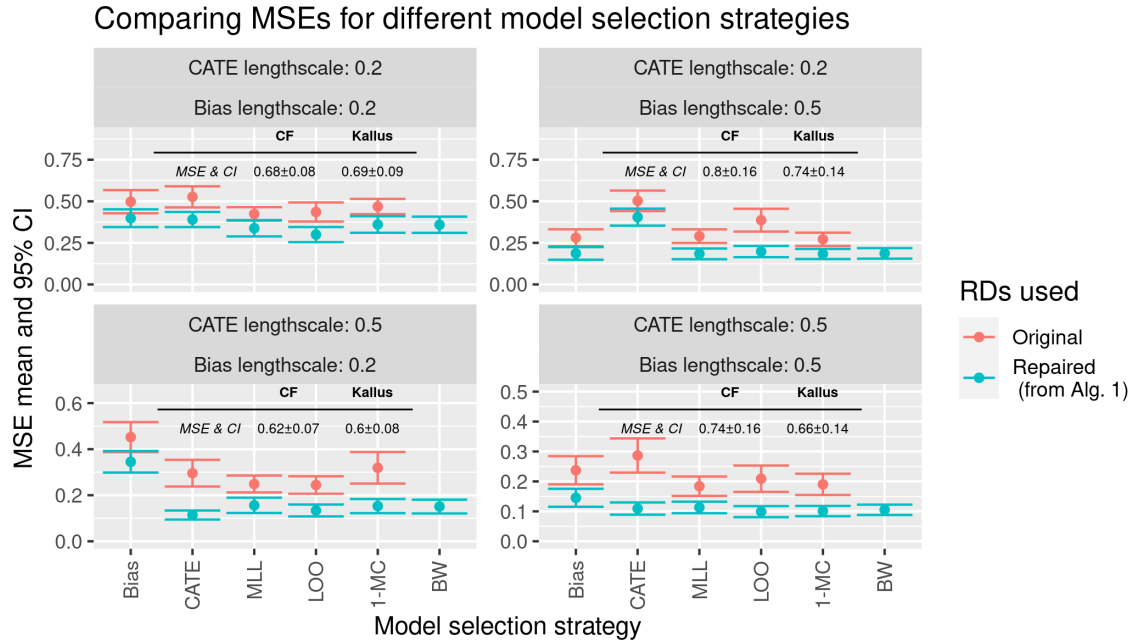 Comparing MSEs for different model selection strategies
CATE lengthscale: 0.2
Bias lengthscale: 0.2
CF Kallus
MSE & CI 0.68±0.08 0.69±0.09
0.75
0.50
0.25
0.00
CATE lengthscale: 0.2
Bias lengthscale: 0.5
CF Kallus
MSE & CI 0.8±0.16 0.74±0.14
0.75
0.50
0.25
0.00
CATE lengthscale: 0.5
Bias lengthscale: 0.2
CF Kallus
MSE & CI 0.62±0.07 0.6±0.08
0.6
0.4
0.2
0.0
CATE lengthscale: 0.5
Bias lengthscale: 0.5
CF Kallus
MSE & CI 0.74±0.16 0.66±0.14
0.5
0.4
0.3
0.2
0.1
0.0
Bias CATE MLL LOO 1-MC BW
Bias CATE MLL LOO 1-MC BW
Model selection strategy
MSE mean and 95% CI
RDs used
Original
Repaired
(from Alg. 1)